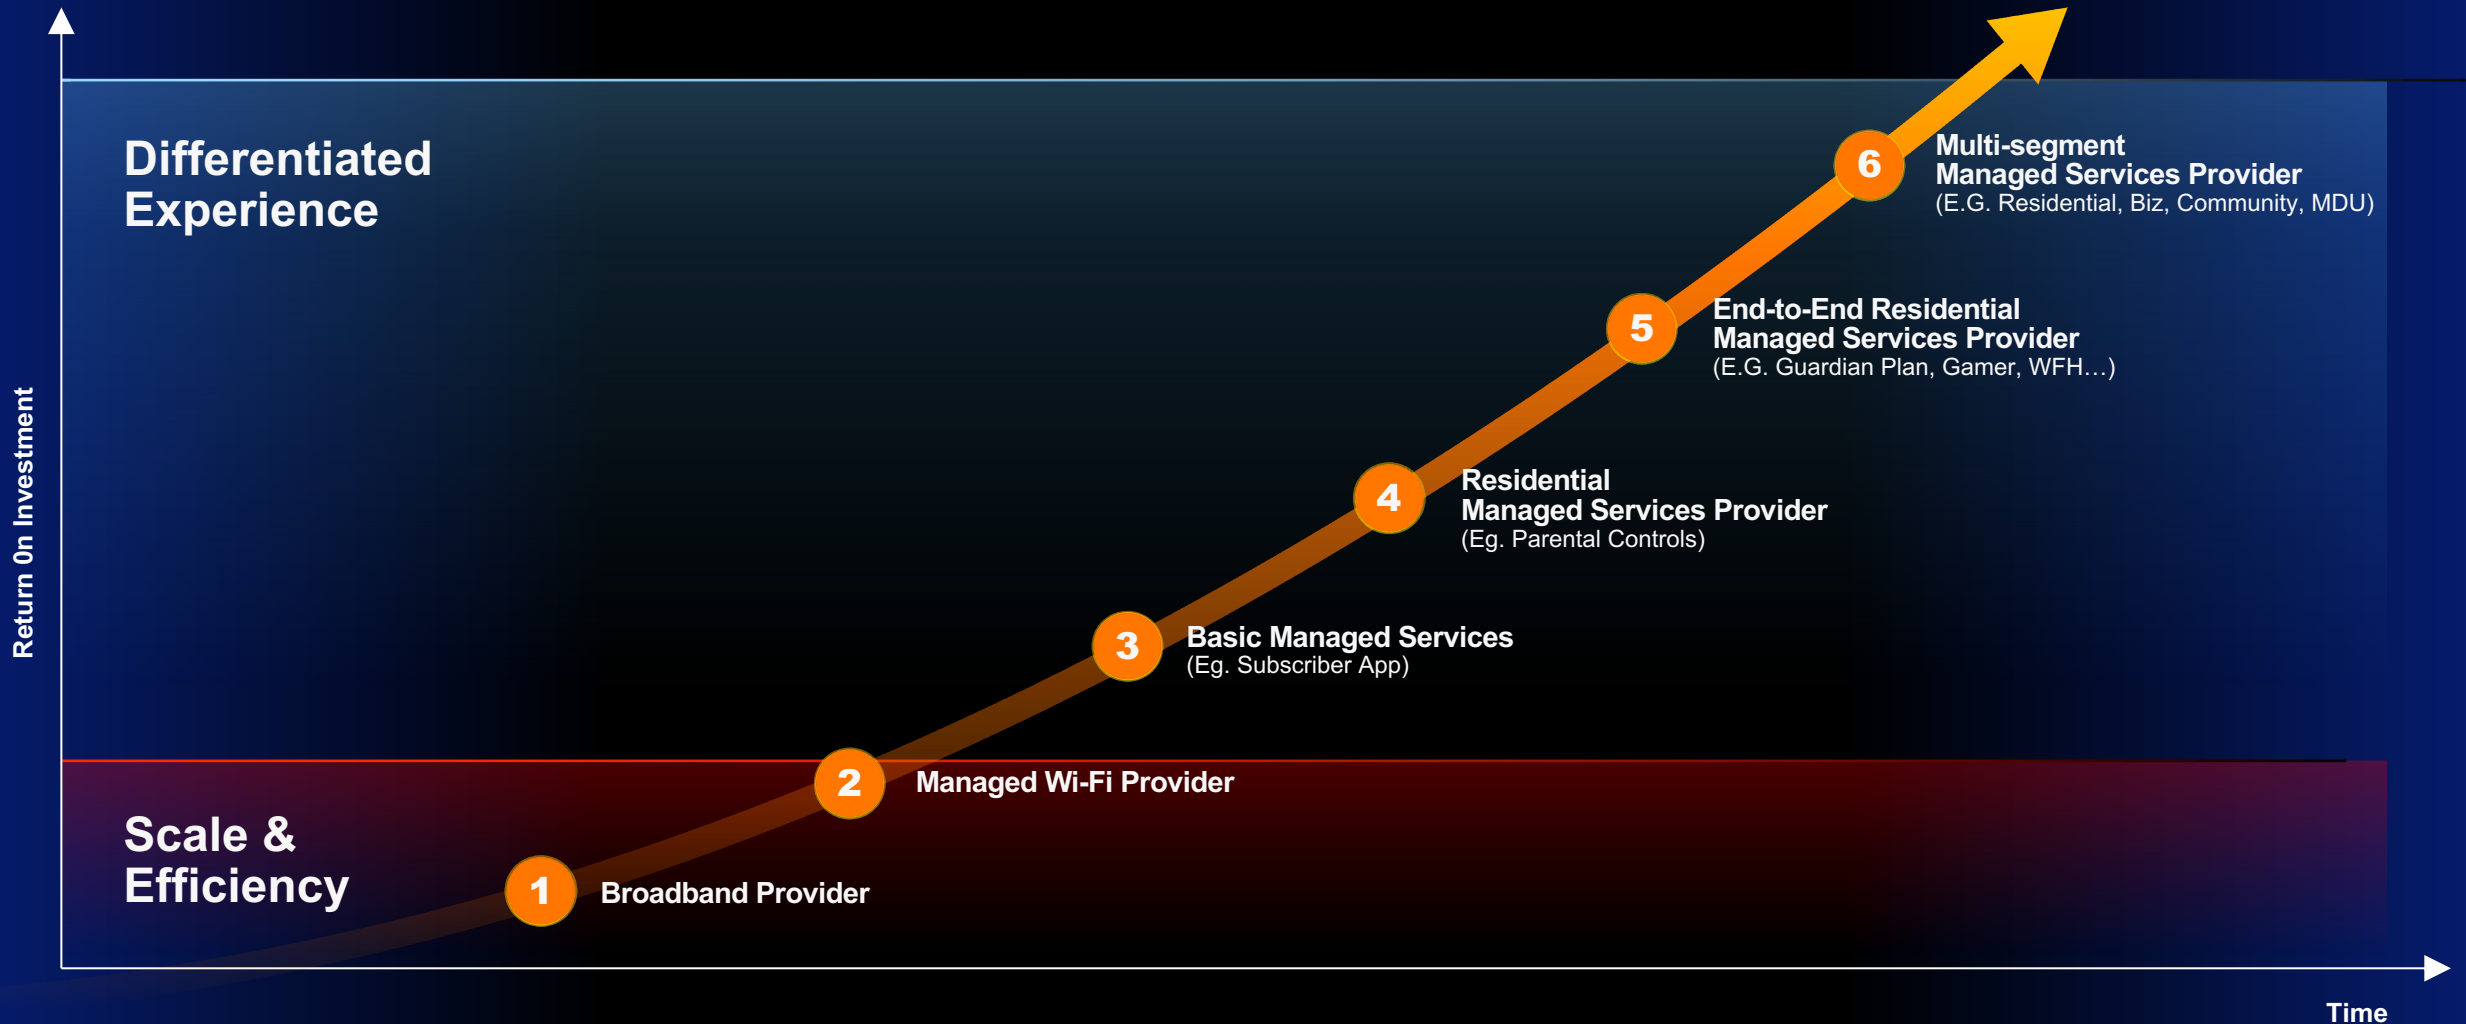 Differentiated
Experience
6
Multi-segment
Managed Services Provider
(E.G. Residential, Biz, Community, MDU)
5
End-to-End Residential
Managed Services Provider
(E.G. Guardian Plan, Gamer, WFH…)
4
Residential
Managed Services Provider
(Eg. Parental Controls)
3
Basic Managed Services
(Eg. Subscriber App)
2
Managed Wi-Fi Provider
Scale &
Efficiency
1
Broadband Provider
Return 0n Investment
Time